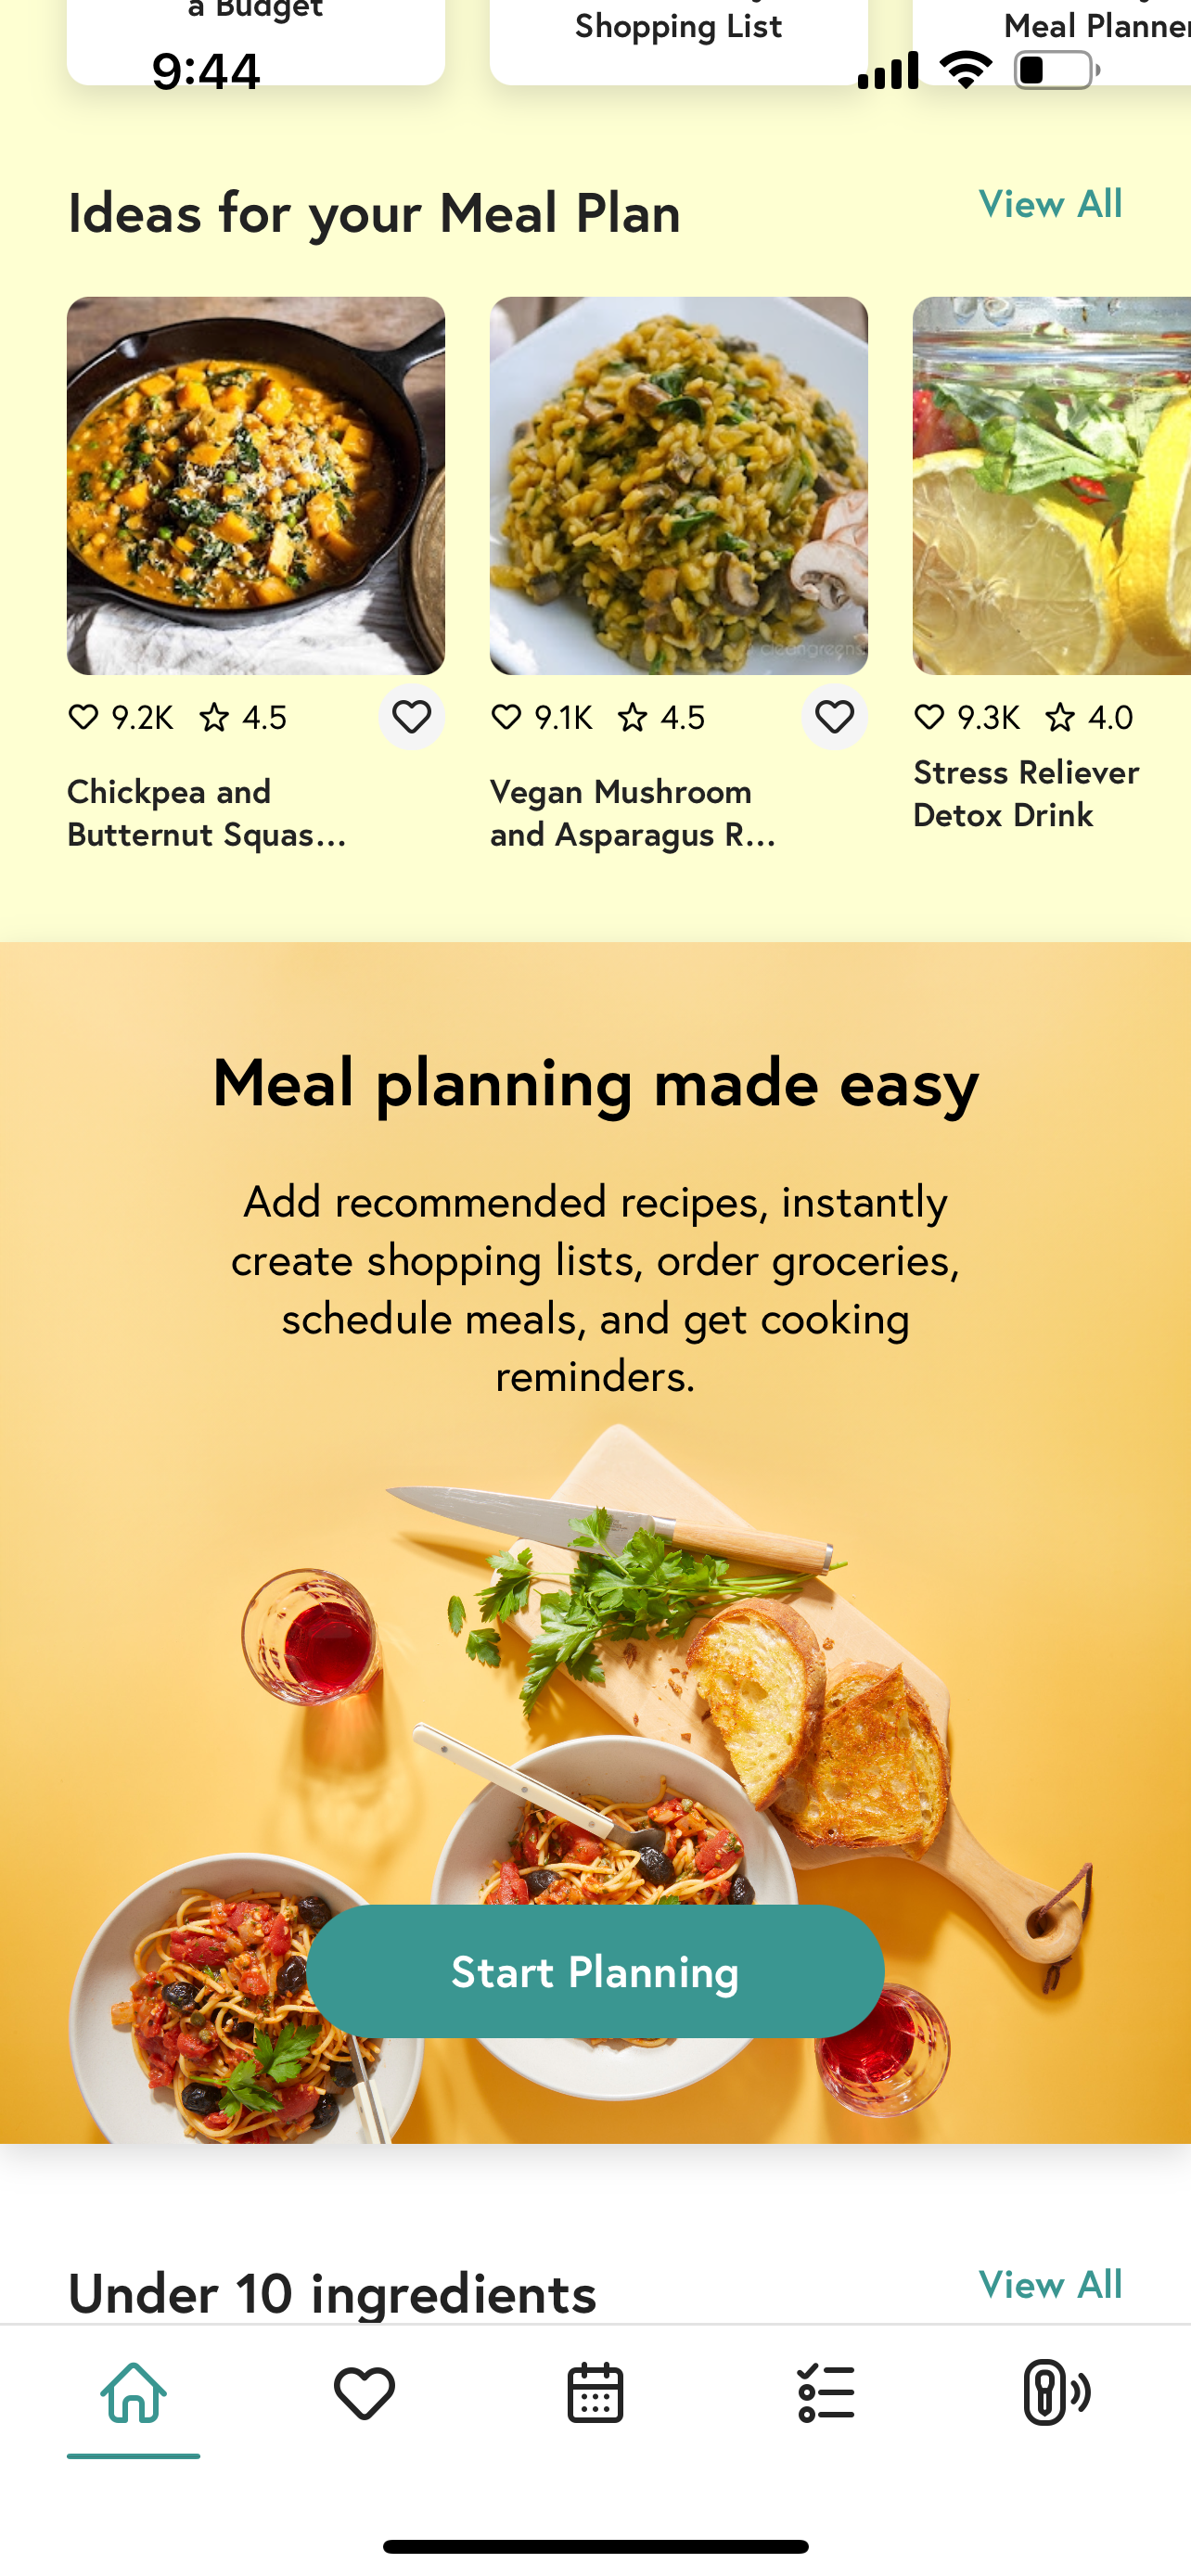 a Budget
Shopping List
Meal Planner
9:44
Ideas for your Meal Plan
View All
cleangreens
9.2K 4.5
9.1K 4.5
9.3K 4.0
Chickpea and
Butternut Squas...
Vegan Mushroom
and Asparagus R...
Stress Reliever
Detox Drink
Meal planning made easy
Add recommended recipes, instantly
create shopping lists, order groceries,
schedule meals, and get cooking
reminders.
Start Planning
Under 10 ingredients
View All